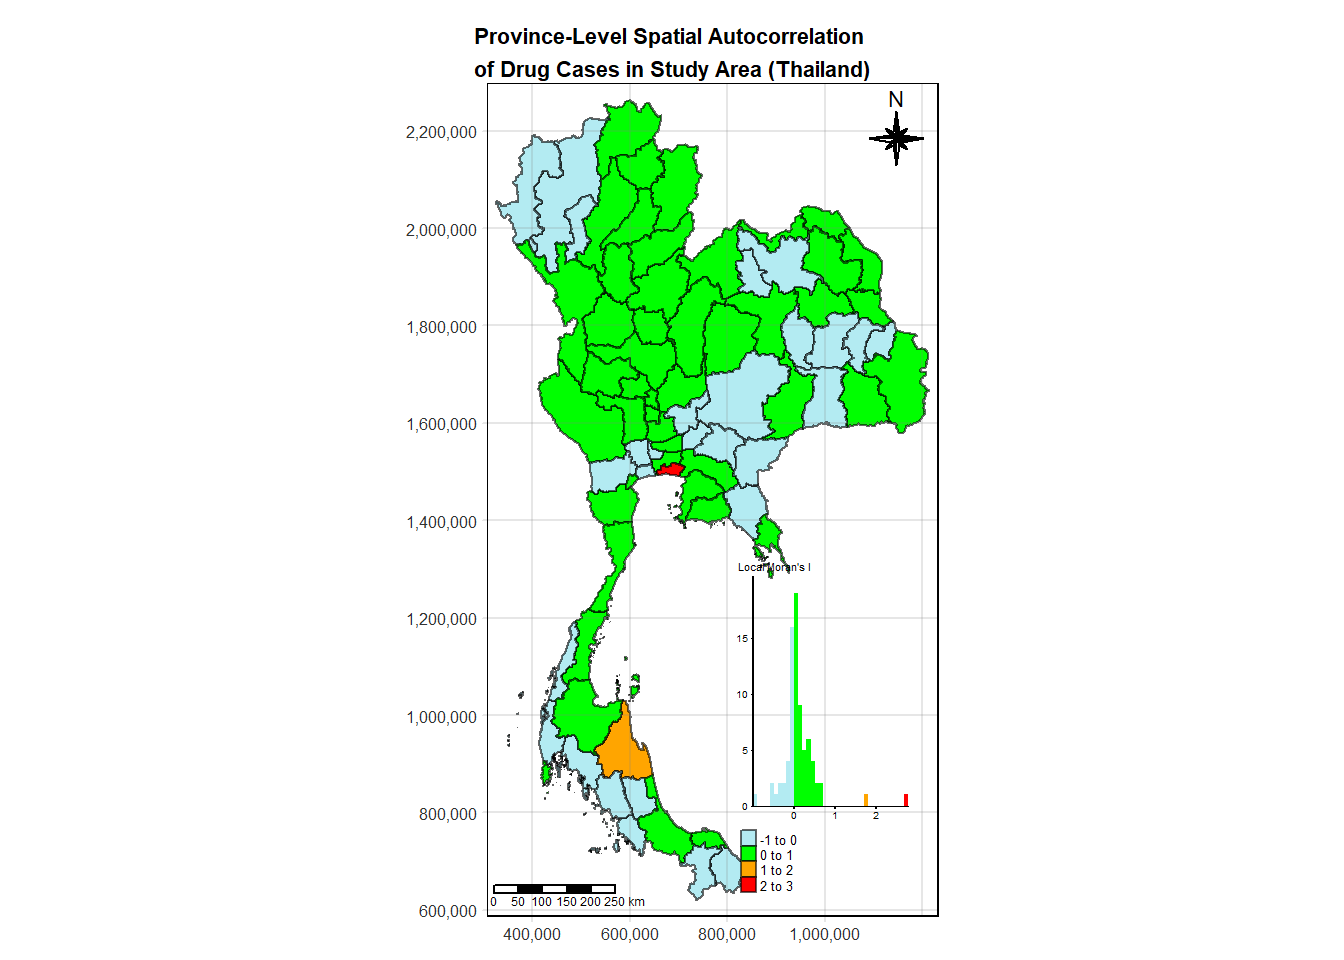 Province-Level Spatial Autocorrelation
of Drug Cases in Study Area (Thailand)
N
2,200,000
2,000,000
1,800,000
1,600,000
1,400,000
1,200,000
1,000,000
800,000
600,000
Local Moran's I
15
10
5
0
0 1 2
-1 to 0
0 to 1
1 to 2
2 to 3
0 50 100 150 200 250 km
400,000 600,000 800,000 1,000,000